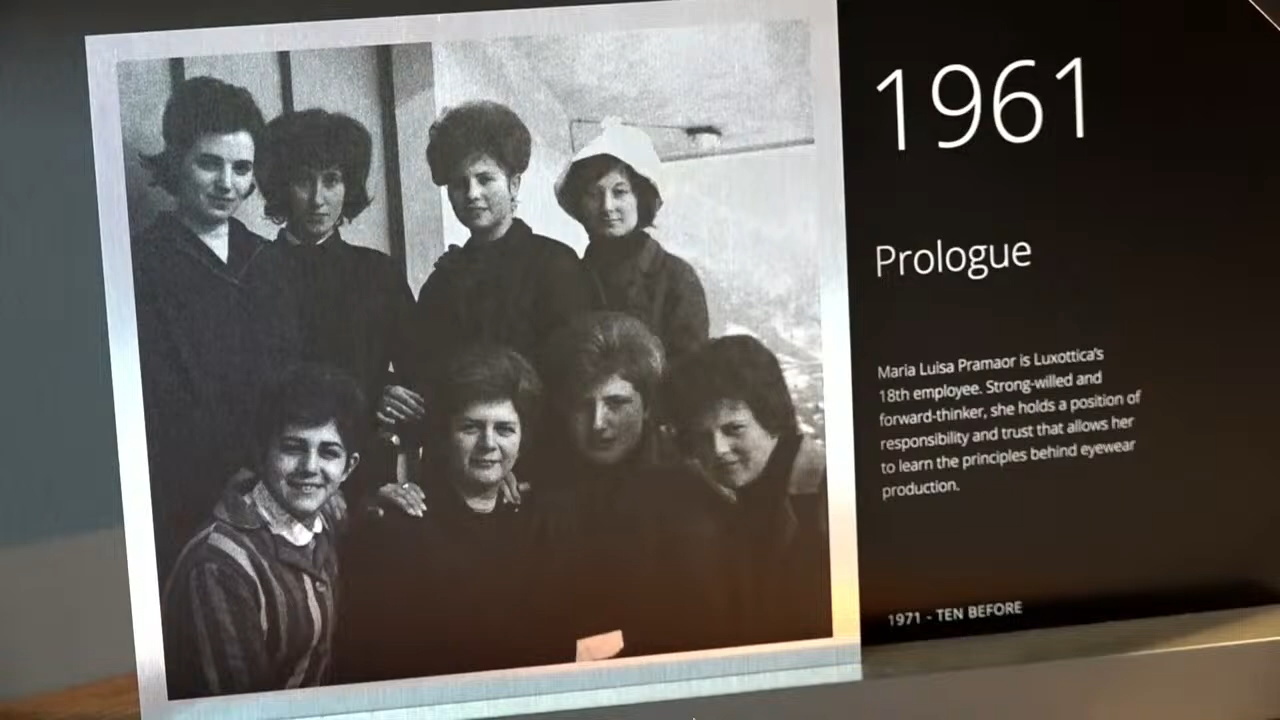 1961
Prologue
Maria Luisa Pramaor is Luxottica's
18th employee. Strong-willed and
forward-thinker, she holds a position of
responsibility and trust that allows her
to learn the principles behind eyewear
production.
1971 - TEN BEFORE